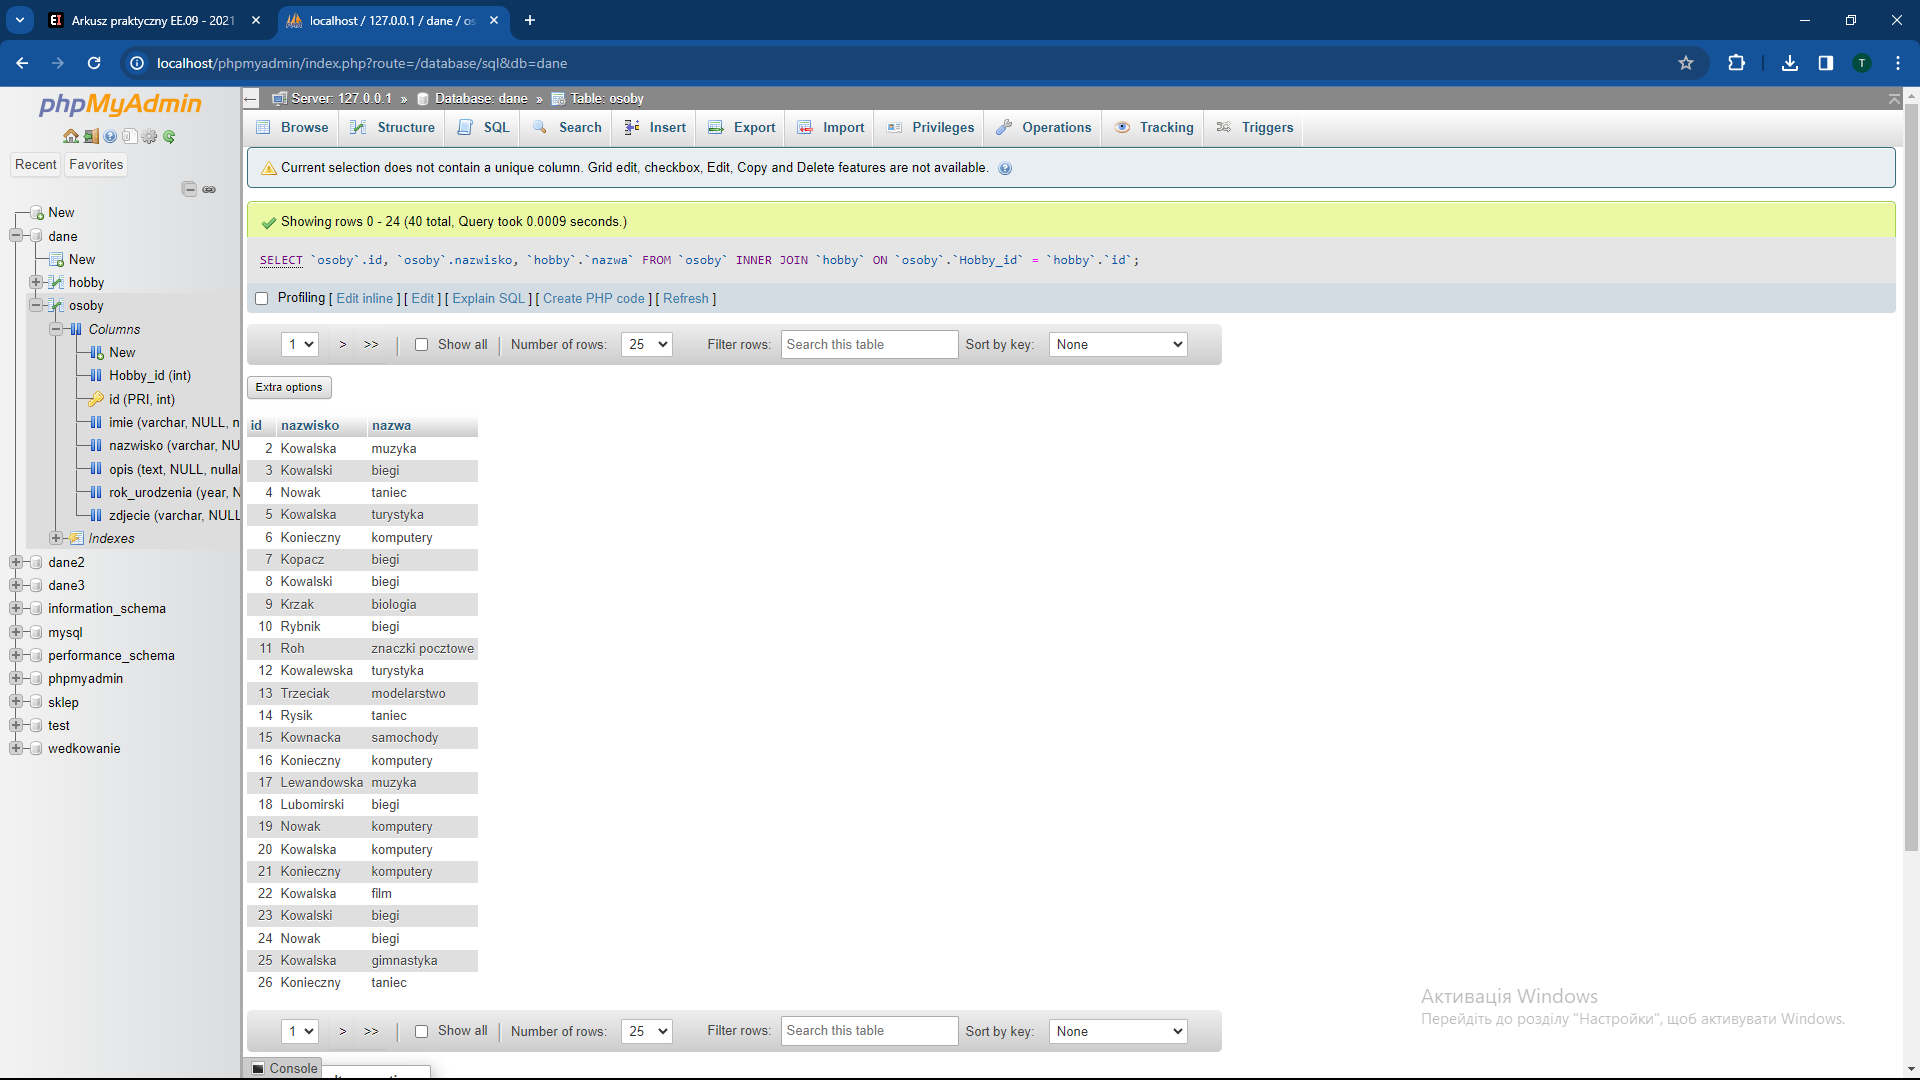 Arkusz praktyczny EE.09 - 2021
localhost / 127.0.0.1 / dane / os
localhost/phpmyadmin/index.php?route=/database/sql&db=dane
T
phpMyAdmin
Recent
Favorites
New
dane
New
hobby
osoby
Columns
New
Hobby_id (int)
id (PRI, int)
imie (varchar, NULL, n
nazwisko (varchar, NU
opis (text, NULL, nullal
rok_urodzenia (year, N
zdjecie (varchar, NULL
Indexes
dane2
dane3
information_schema
mysql
performance_schema
phpmyadmin
sklep
test
wedkowanie
Server: 127.0.0.1 » Database: dane » Table: osoby
Browse Structure SQL Search Insert Export Import Privileges Operations Tracking Triggers
Current selection does not contain a unique column. Grid edit, checkbox, Edit, Copy and Delete features are not available.
Showing rows 0 - 24 (40 total, Query took 0.0009 seconds.)
SELECT `osoby`.id, `osoby`.nazwisko, `hobby`.`nazwa` FROM `osoby` INNER JOIN `hobby` ON `osoby`.`Hobby_id` = `hobby`.`id`;
Profiling [ Edit inline ] [ Edit ] [ Explain SQL ] [ Create PHP code ] [ Refresh ]
1 > >> | Show all | Number of rows: 25 Filter rows: Search this table Sort by key: None
Extra options
id nazwisko nazwa
2 Kowalska muzyka
3 Kowalski biegi
4 Nowak taniec
5 Kowalska turystyka
6 Konieczny komputery
7 Kopacz biegi
8 Kowalski biegi
9 Krzak biologia
10 Rybnik biegi
11 Roh znaczki pocztowe
12 Kowalewska turystyka
13 Trzeciak modelarstwo
14 Rysik taniec
15 Kownacka samochody
16 Konieczny komputery
17 Lewandowska muzyka
18 Lubomirski biegi
19 Nowak komputery
20 Kowalska komputery
21 Konieczny komputery
22 Kowalska film
23 Kowalski biegi
24 Nowak biegi
25 Kowalska gimnastyka
26 Konieczny taniec
1 > >> | Show all | Number of rows: 25 Filter rows: Search this table Sort by key: None
Console
Активація Windows
Перейдіть до розділу "Настройки", щоб активувати Windows.